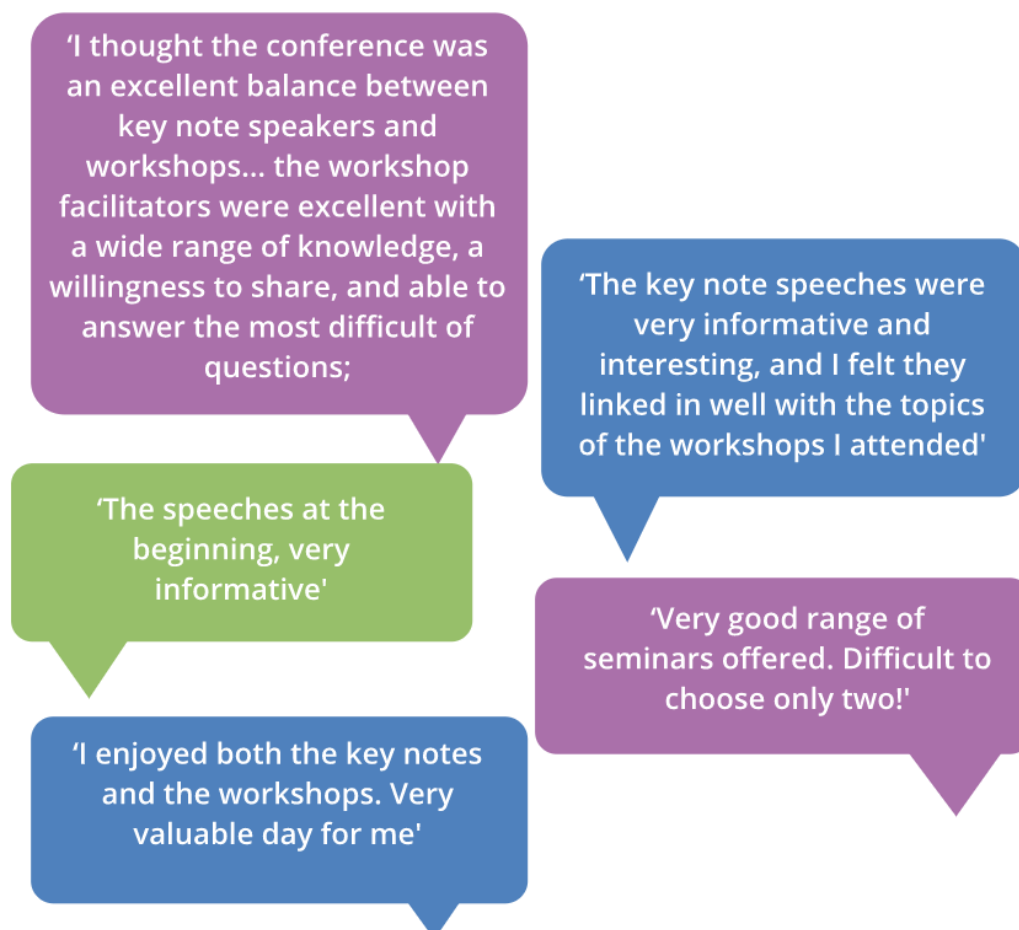 ‘I thought the conference was
an excellent balance between
key note speakers and
workshops... the workshop
facilitators were excellent with
a wide range of knowledge, a
willingness to share, and able to
answer the most difficult of
questions;
‘The key note speeches were
very informative and
interesting, and I felt they
linked in well with the topics
of the workshops I attended'
‘The speeches at the
beginning, very
informative'
‘Very good range of
seminars offered. Difficult to
choose only two!'
‘I enjoyed both the key notes
and the workshops. Very
valuable day for me'